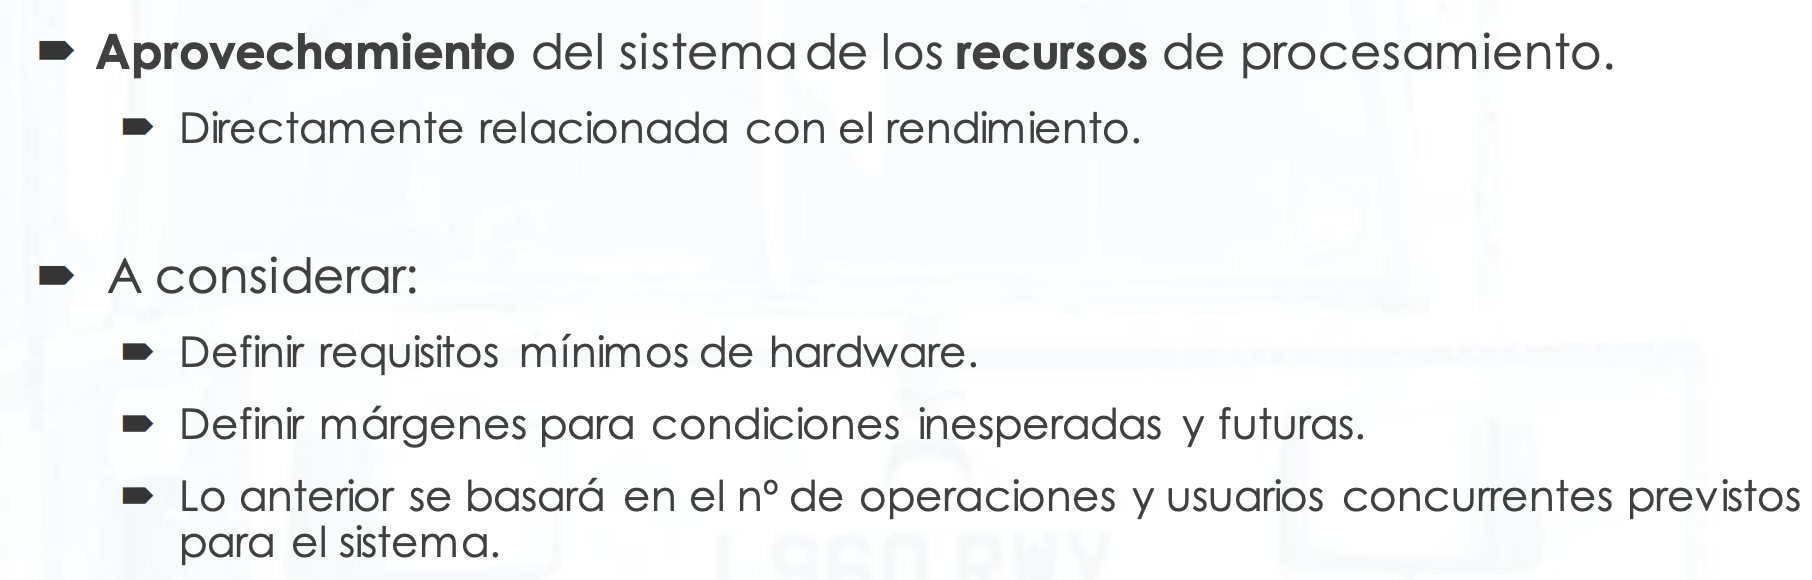 Aprovechamiento del sistema de los recursos de procesamiento.
Directamente relacionada con el rendimiento.
A considerar:
Definir requisitos mínimos de hardware.
Definir márgenes para condiciones inesperadas y futuras.
Lo anterior se basará en el nº de operaciones y usuarios concurrentes previstos
para el sistema.